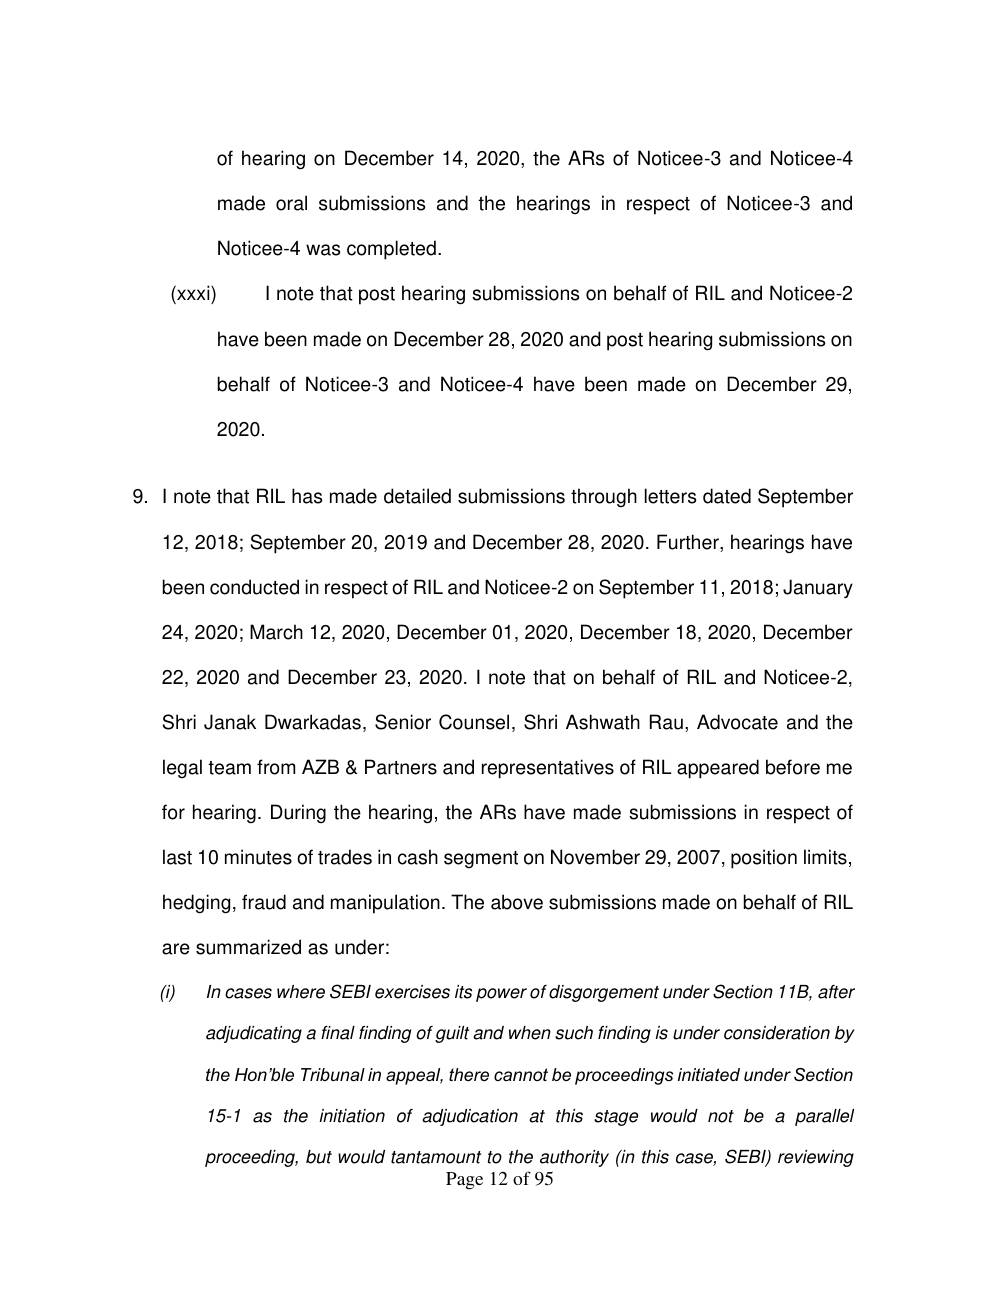 of hearing on December 14, 2020, the ARs of Noticee-3 and Noticee-4
made oral submissions and the hearings in respect of Noticee-3 and
Noticee-4 was completed.
(xxxi) I note that post hearing submissions on behalf of RIL and Noticee-2
have been made on December 28, 2020 and post hearing submissions on
behalf of Noticee-3 and Noticee-4 have been made on December 29,
2020.
9. I note that RIL has made detailed submissions through letters dated September
12, 2018; September 20, 2019 and December 28, 2020. Further, hearings have
been conducted in respect of RIL and Noticee-2 on September 11, 2018; January
24, 2020; March 12, 2020, December 01, 2020, December 18, 2020, December
22, 2020 and December 23, 2020. I note that on behalf of RIL and Noticee-2,
Shri Janak Dwarkadas, Senior Counsel, Shri Ashwath Rau, Advocate and the
legal team from AZB & Partners and representatives of RIL appeared before me
for hearing. During the hearing, the ARs have made submissions in respect of
last 10 minutes of trades in cash segment on November 29, 2007, position limits,
hedging, fraud and manipulation. The above submissions made on behalf of RIL
are summarized as under:
(i) In cases where SEBI exercises its power of disgorgement under Section 11B, after
adjudicating a final finding of guilt and when such finding is under consideration by
the Hon’ble Tribunal in appeal, there cannot be proceedings initiated under Section
15-1 as the initiation of adjudication at this stage would not be a parallel
proceeding, but would tantamount to the authority (in this case, SEBI) reviewing
Page 12 of 95